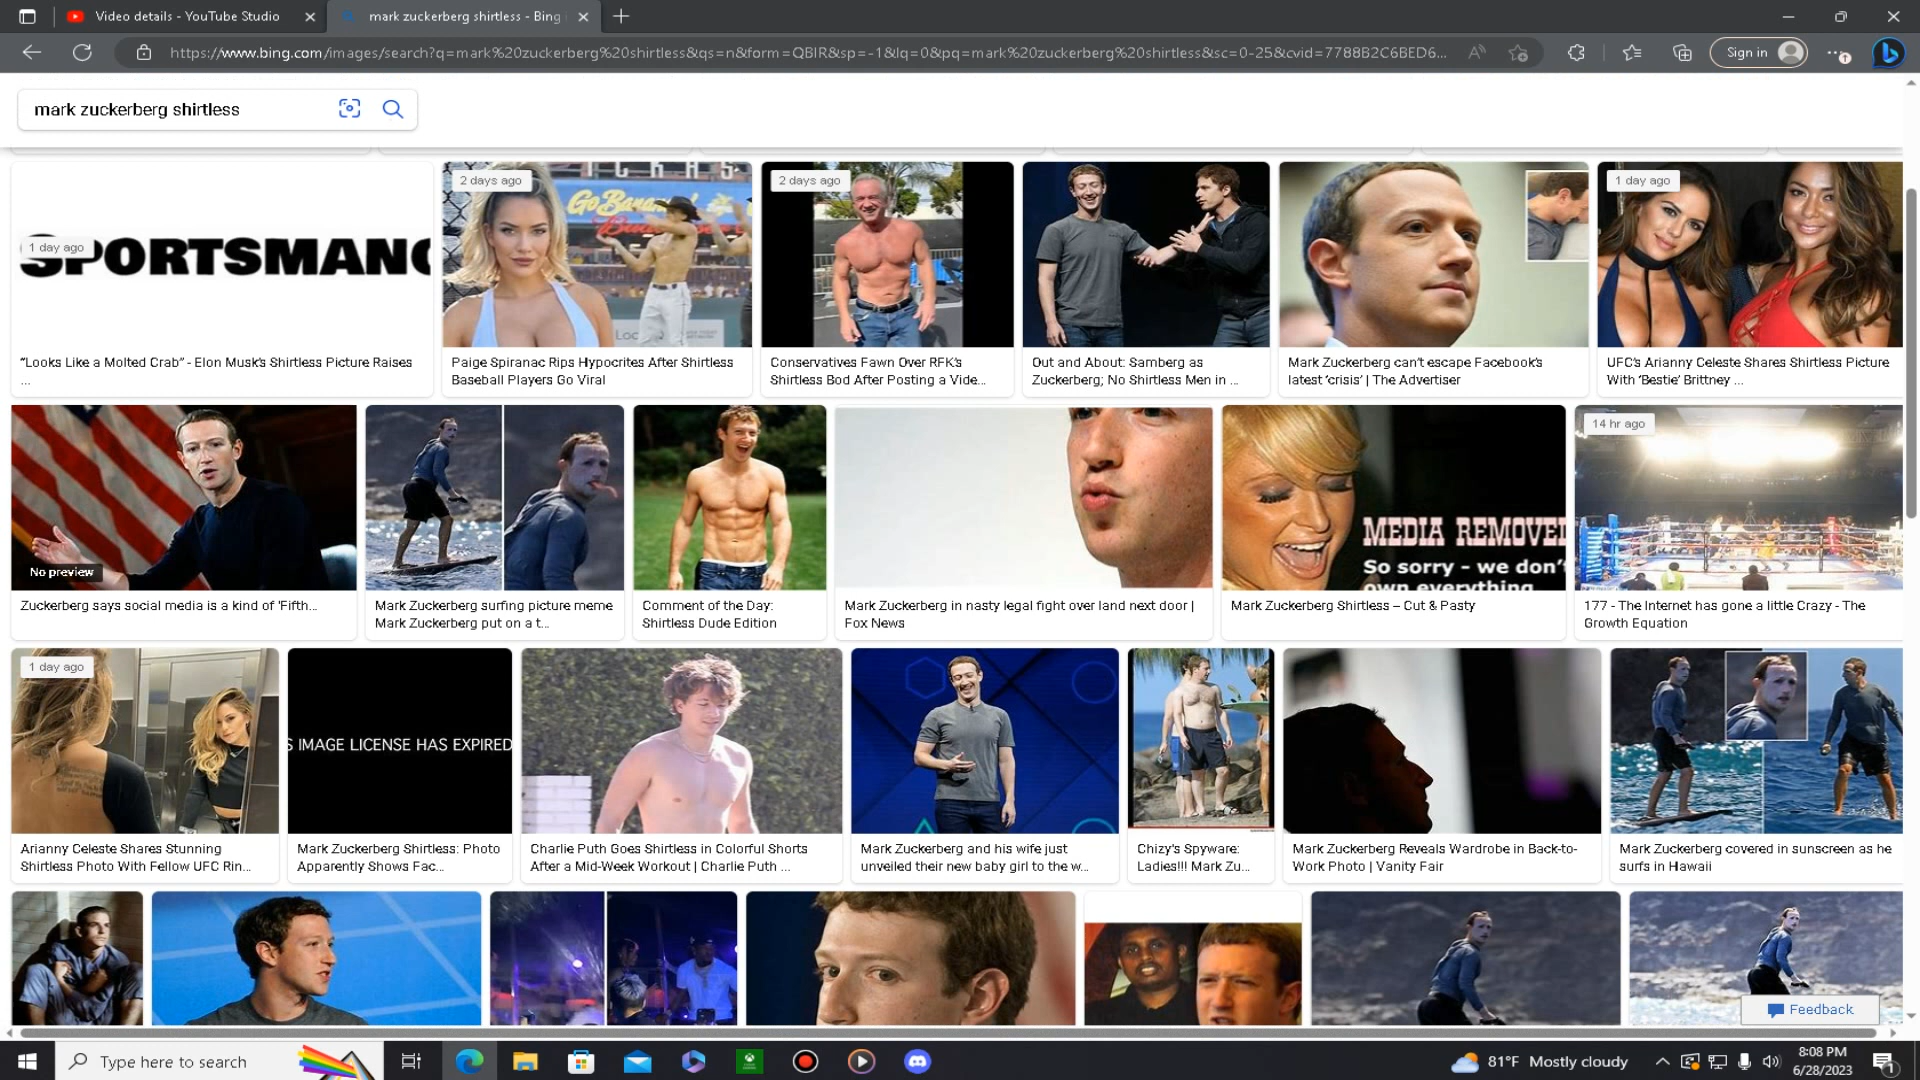 Video details - YouTube Studio
mark zuckerberg shirtless - Bing i
https://www.bing.com/images/search?q=mark%20zuckerberg%20shirtless&qs=n&form=QBIR&sp=-1&lq=0&pq=mark%20zuckerberg%20shirtless&sc=0-25&cvid=7788B2C6BED6...
Sign in
mark zuckerberg shirtless
1 day ago
SPORTSMAN
2 days ago
Go Bana
2 days ago
1 day ago
“Looks Like a Molted Crab” - Elon Musk's Shirtless Picture Raises
...
Paige Spiranac Rips Hypocrites After Shirtless
Baseball Players Go Viral
Conservatives Fawn Over RFK's
Shirtless Bod After Posting a Vide...
Out and About: Samberg as
Zuckerberg; No Shirtless Men in ...
Mark Zuckerberg can't escape Facebook's
latest 'crisis' | The Advertiser
UFC's Arianny Celeste Shares Shirtless Picture
With 'Bestie' Brittney ...
No preview
MEDIA REMOVED
So sorry - we don't
own everything
14 hr ago
Zuckerberg says social media is a kind of 'Fifth...
Mark Zuckerberg surfing picture meme
Mark Zuckerberg put on a t...
Comment of the Day:
Shirtless Dude Edition
Mark Zuckerberg in nasty legal fight over land next door |
Fox News
Mark Zuckerberg Shirtless – Cut & Pasty
177 - The Internet has gone a little Crazy - The
Growth Equation
1 day ago
S IMAGE LICENSE HAS EXPIRED
Arianny Celeste Shares Stunning
Shirtless Photo With Fellow UFC Rin...
Mark Zuckerberg Shirtless: Photo
Apparently Shows Fac...
Charlie Puth Goes Shirtless in Colorful Shorts
After a Mid-Week Workout | Charlie Puth ...
Mark Zuckerberg and his wife just
unveiled their new baby girl to the w...
Chizy's Spyware:
Ladies!!! Mark Zu...
Mark Zuckerberg Reveals Wardrobe in Back-to-
Work Photo | Vanity Fair
Mark Zuckerberg covered in sunscreen as he
surfs in Hawaii
Feedback
Type here to search
81°F Mostly cloudy
8:08 PM
6/28/2023
1